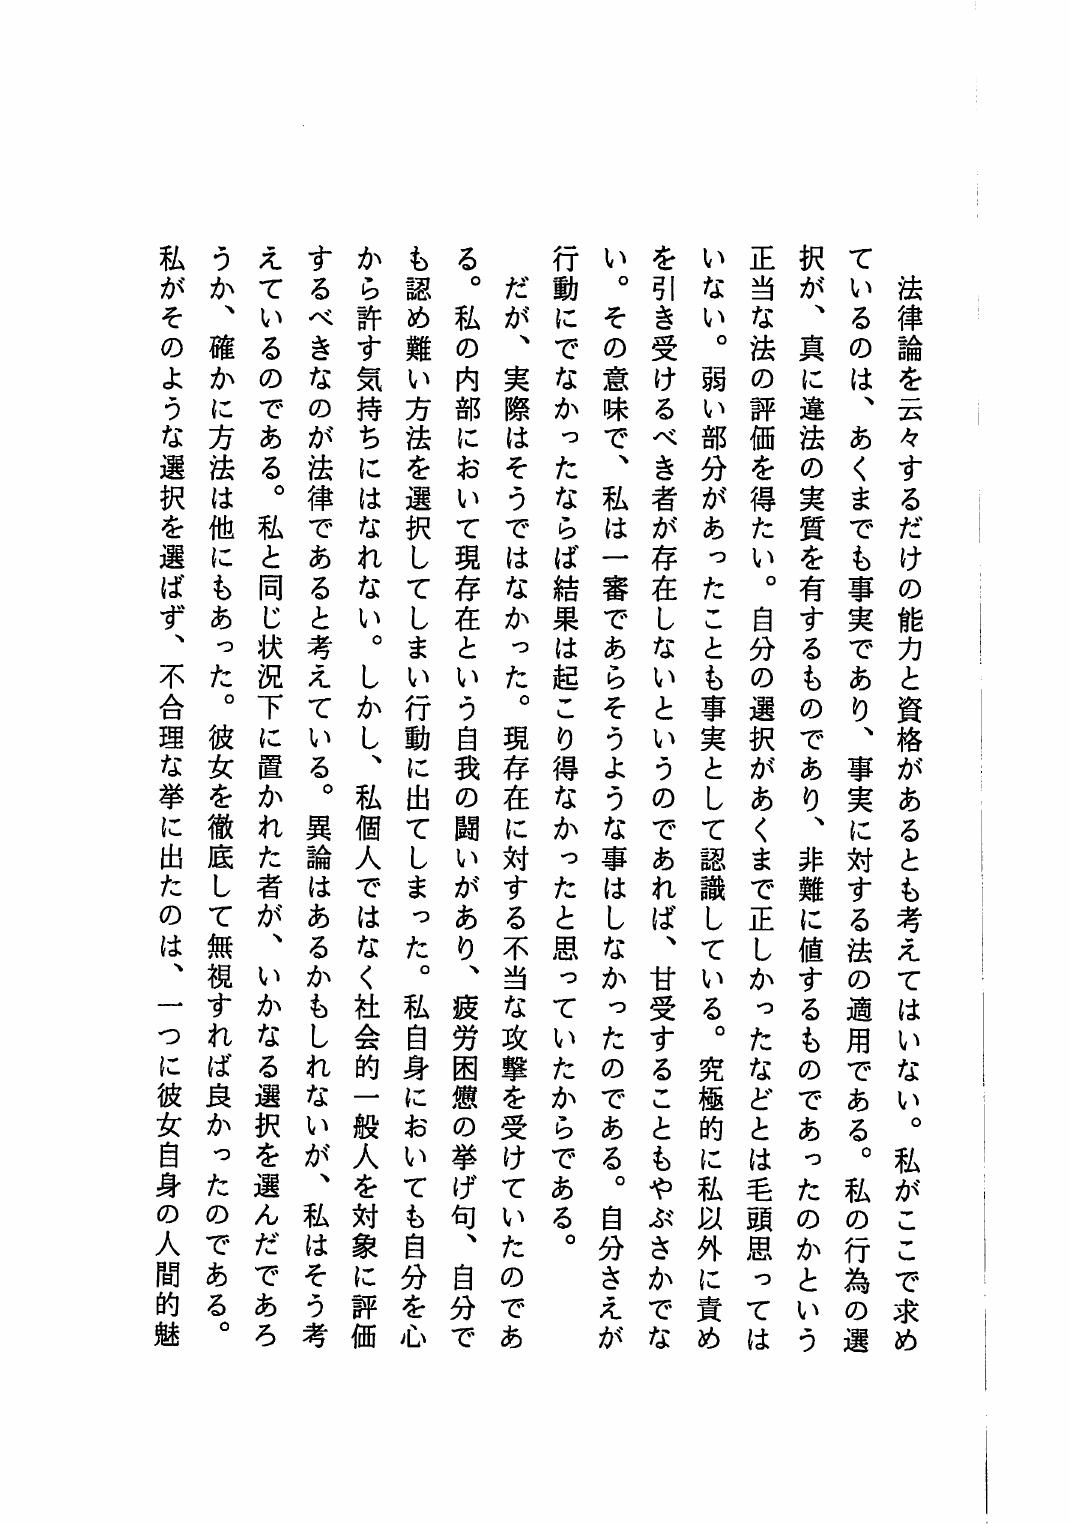 法律論を云々するだけの能力と資格があるとも考えてはいない。私がここで求め
ているのは、あくまでも事実であり、事実に対する法の適用である。私の行為の選
択が、真に違法の実質を有するものであり、非難に値するものであったのかという
正当な法の評価を得たい。自分の選択があくまで正しかったなどとは毛頭思っては
いない。弱い部分があったことも事実として認識している。究極的に私以外に責め
を引き受けるべき者が存在しないというのであれば、甘受することもやぶさかでな
い。その意味で、私は一審であらそうような事はしなかったのである。自分さえが
行動にでなかったならば結果は起こり得なかったと思っていたからである。
だが、実際はそうではなかった。現存在に対する不当な攻撃を受けていたのであ
る。私の内部において現存在という自我の闘いがあり、疲労困憊の挙げ句、自分で
も認め難い方法を選択してしまい行動に出てしまった。私自身においても自分を心
から許す気持ちにはなれない。しかし、私個人ではなく社会的一般人を対象に評価
するべきなのが法律であると考えている。異論はあるかもしれないが、私はそう考
えているのである。私と同じ状況下に置かれた者が、いかなる選択を選んだであろ
うか、確かに方法は他にもあった。彼女を徹底して無視すれば良かったのである。
私がそのような選択を選ばず、不合理な挙に出たのは、一つに彼女自身の人間的魅